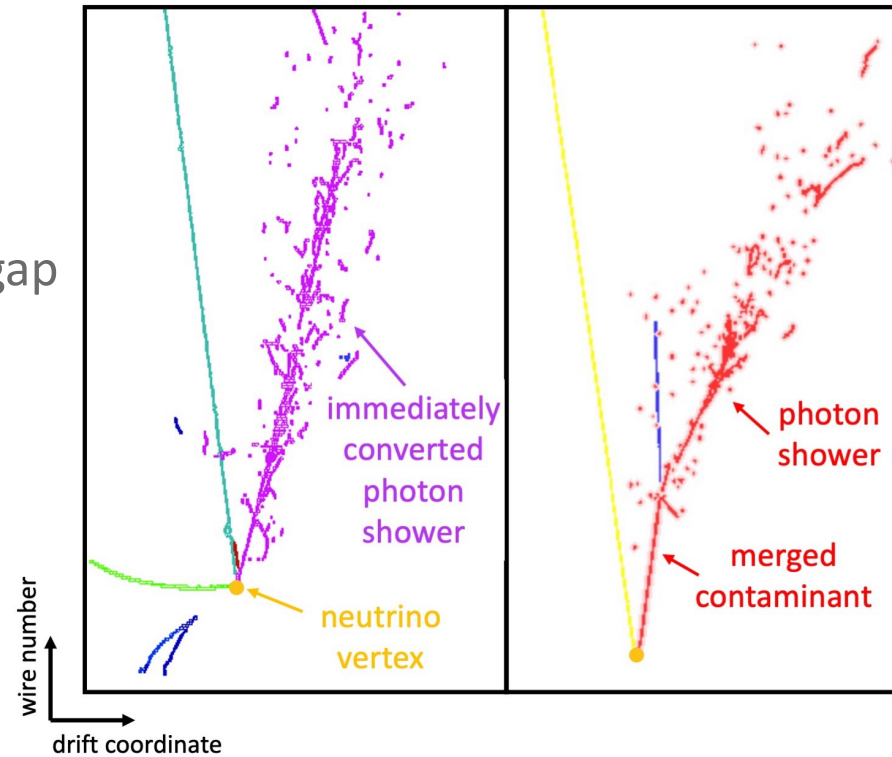 gap
immediately
converted
photon
shower
neutrino
vertex
photon
shower
merged
contaminant
wire number
drift coordinate